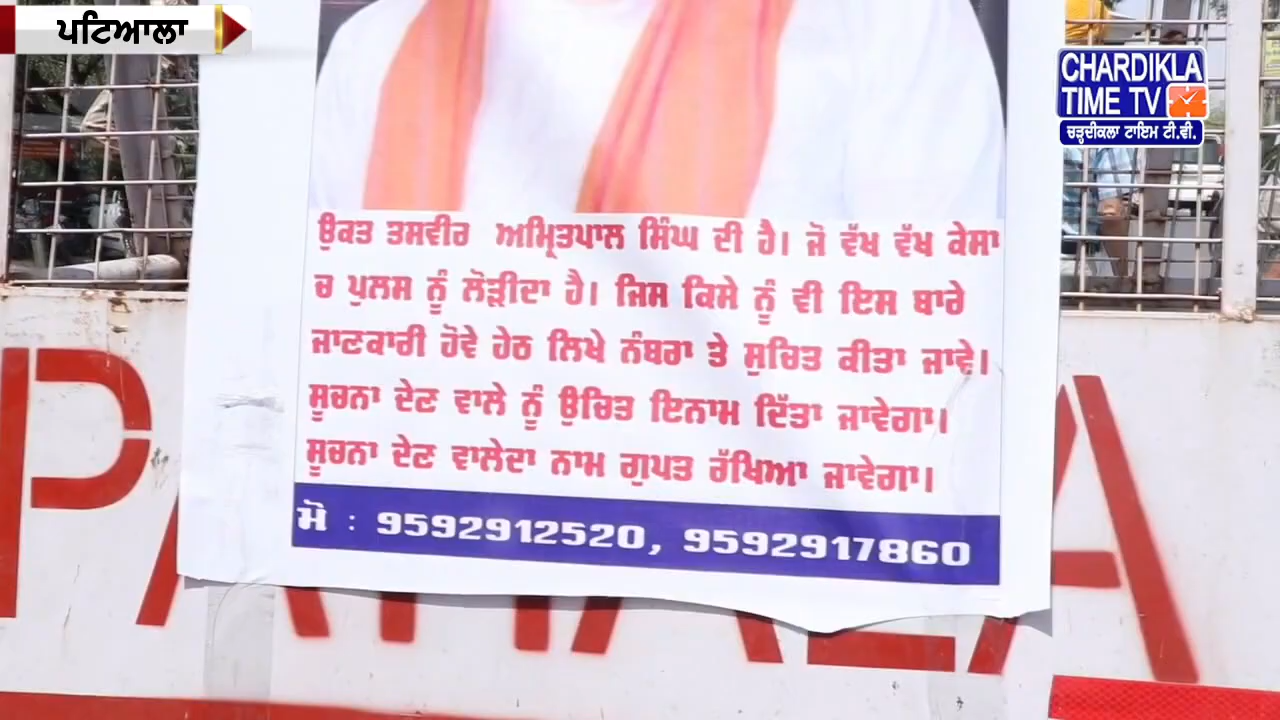 ਪਟਿਆਲਾ
CHARDIKLA
TIME TV
ਚੜ੍ਹਦੀਕਲਾ ਟਾਇਮ ਟੀ.ਵੀ.
ਉਕਤ ਤਸਵੀਰ ਅਮ੍ਰਿਤਪਾਲ ਸਿੰਘ ਦੀ ਹੈ। ਜੋ ਵੱਖ ਵੱਖ ਕੇਸਾ
ਚ ਪੁਲਸ ਨੂੰ ਲੋੜੀਦਾ ਹੈ। ਜਿਸ ਕਿਸੇ ਨੂੰ ਵੀ ਇਸ ਬਾਰੇ
ਜਾਣਕਾਰੀ ਹੋਵੇ ਹੇਠ ਲਿਖੇ ਨੰਬਰਾ ਤੇ ਸੁਚਿਤ ਕੀਤਾ ਜਾਵੇ।
ਸੂਚਨਾ ਦੇਣ ਵਾਲੇ ਨੂੰ ਉਚਿਤ ਇਨਾਮ ਦਿੱਤਾ ਜਾਵੇਗਾ।
ਸੂਚਨਾ ਦੇਣ ਵਾਲੇਦਾ ਨਾਮ ਗੁਪਤ ਰੱਖਿਆ ਜਾਵੇਗਾ।
ਮੋ : 9592912520, 9592917860